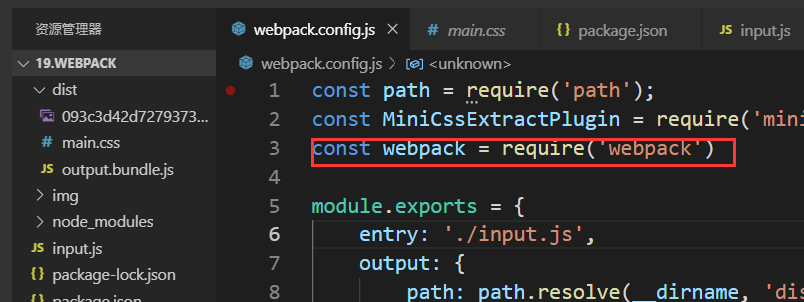 资源管理器
webpack.config.js
main.css
package.json
input.js
19.WEBPACK
webpack.config.js > <unknown>
dist
093c3d42d7279373...
main.css
output.bundle.js
img
node_modules
input.js
package-lock.json
package.json
1 const path = require('path');
2 const MiniCssExtractPlugin = require('mini
3 const webpack = require('webpack')
4
5 module.exports = {
6 entry: './input.js',
7 output: {
8 path: path.resolve(__dirname, 'dis